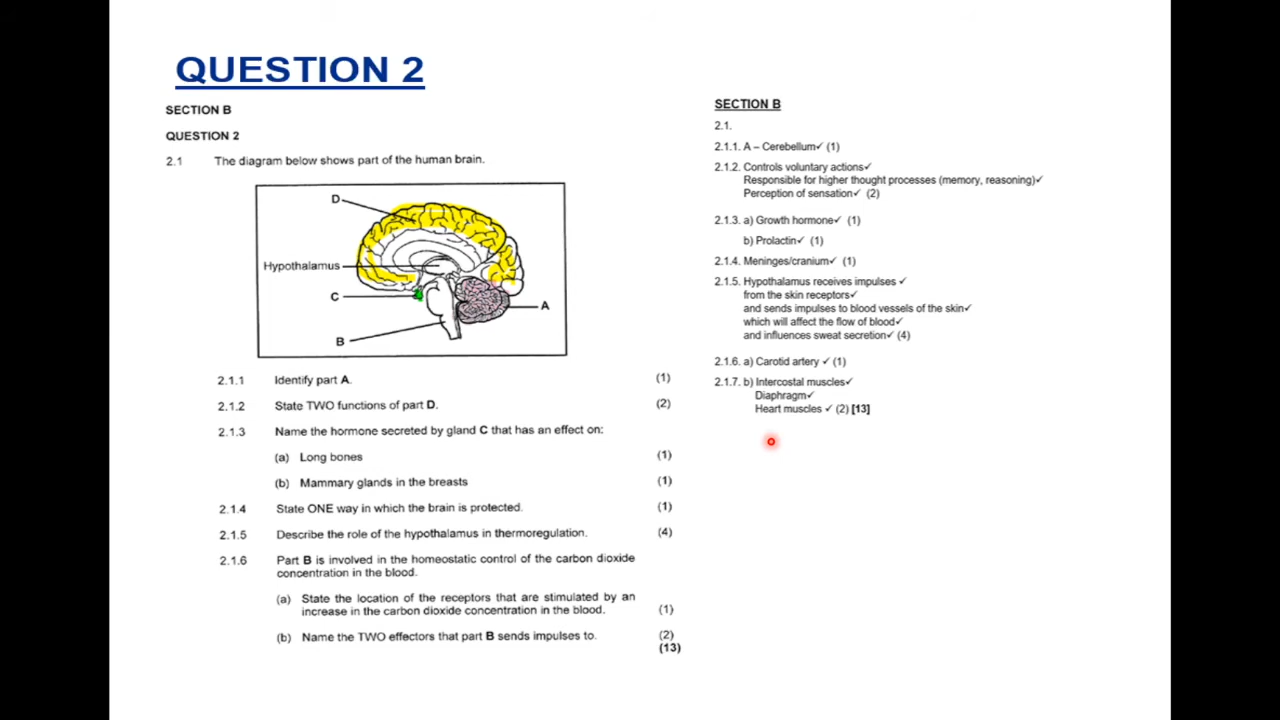 QUESTION 2
SECTION B
QUESTION 2
2.1 The diagram below shows part of the human brain.
D
Hypothalamus
C
A
B
2.1.1 Identify part A. (1)
2.1.2 State TWO functions of part D. (2)
2.1.3 Name the hormone secreted by gland C that has an effect on:
(a) Long bones (1)
(b) Mammary glands in the breasts (1)
2.1.4 State ONE way in which the brain is protected. (1)
2.1.5 Describe the role of the hypothalamus in thermoregulation. (4)
2.1.6 Part B is involved in the homeostatic control of the carbon dioxide
concentration in the blood.
(a) State the location of the receptors that are stimulated by an
increase in the carbon dioxide concentration in the blood. (1)
(b) Name the TWO effectors that part B sends impulses to. (2)
(13)
SECTION B
2.1.
2.1.1. A – Cerebellum✓ (1)
2.1.2. Controls voluntary actions✓
Responsible for higher thought processes (memory, reasoning)✓
Perception of sensation✓ (2)
2.1.3. a) Growth hormone✓ (1)
b) Prolactin✓ (1)
2.1.4. Meninges/cranium✓ (1)
2.1.5. Hypothalamus receives impulses ✓
from the skin receptors✓
and sends impulses to blood vessels of the skin✓
which will affect the flow of blood✓
and influences sweat secretion✓ (4)
2.1.6. a) Carotid artery ✓ (1)
2.1.7. b) Intercostal muscles✓
Diaphragm✓
Heart muscles ✓ (2) [13]